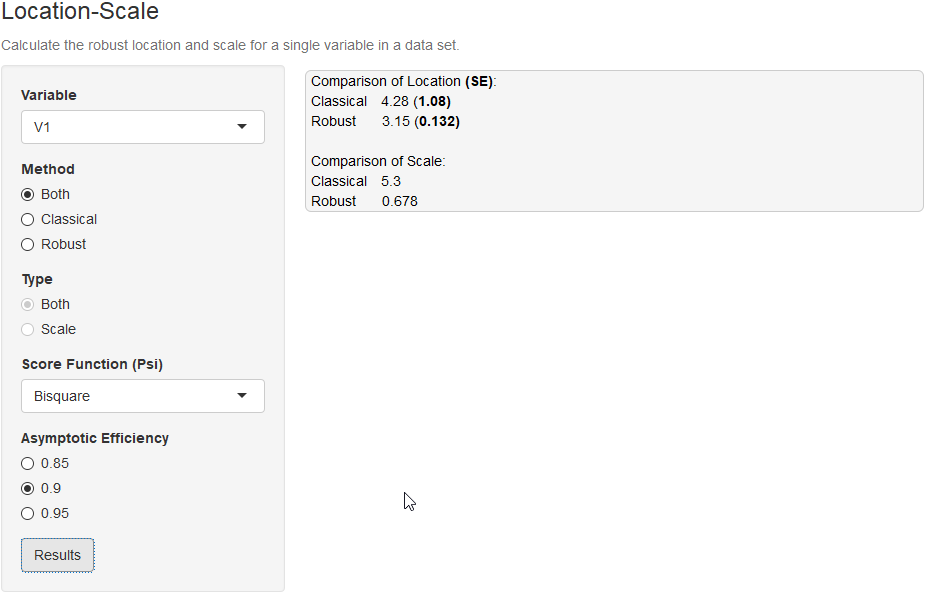 Location-Scale
Calculate the robust location and scale for a single variable in a data set.
Variable
V1
Method
Both
Classical
Robust
Type
Both
Scale
Score Function (Psi)
Bisquare
Asymptotic Efficiency
0.85
0.9
0.95
Results
Comparison of Location (SE):
Classical 4.28 (1.08)
Robust 3.15 (0.132)
Comparison of Scale:
Classical 5.3
Robust 0.678